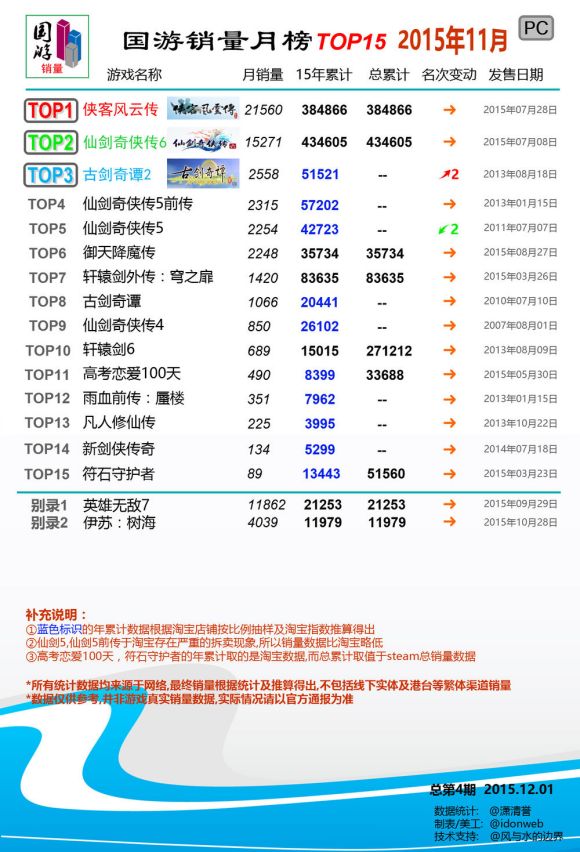 国游
销量
国游销量月榜TOP15 2015年11月 PC
游戏名称 月销量 15年累计 总累计 名次变动 发售日期
TOP1 侠客风云传 侠客风云传 21560 384866 384866 → 2015年07月28日
TOP2 仙剑奇侠传6 仙剑奇侠传 15271 434605 434605 → 2015年07月08日
TOP3 古剑奇谭2 古剑奇谭 2558 51521 -- ↗2 2013年08月18日
TOP4 仙剑奇侠传5前传 2315 57202 -- → 2013年01月15日
TOP5 仙剑奇侠传5 2254 42723 -- ↙2 2011年07月07日
TOP6 御天降魔传 2248 35734 35734 → 2015年08月27日
TOP7 轩辕剑外传：穹之扉 1420 83635 83635 → 2015年03月26日
TOP8 古剑奇谭 1066 20441 -- → 2010年07月10日
TOP9 仙剑奇侠传4 850 26102 -- → 2007年08月01日
TOP10 轩辕剑6 689 15015 271212 → 2013年08月09日
TOP11 高考恋爱100天 490 8399 33688 → 2015年05月30日
TOP12 雨血前传：蜃楼 351 7962 -- → 2013年01月15日
TOP13 凡人修仙传 225 3995 -- → 2013年10月22日
TOP14 新剑侠传奇 134 5299 -- → 2014年07月18日
TOP15 符石守护者 89 13443 51560 → 2015年03月23日
别录1 英雄无敌7 11862 21253 21253 → 2015年09月29日
别录2 伊苏：树海 4039 11979 11979 → 2015年10月28日
补充说明：
①蓝色标识的年累计数据根据淘宝店铺按比例抽样及淘宝指数推算得出
②仙剑5,仙剑5前传于淘宝存在严重的拆卖现象,所以销量数据比淘宝略低
③高考恋爱100天，符石守护者的年累计取的是淘宝数据,而总累计取值于steam总销量数据
*所有统计数据均来源于网络,最终销量根据统计及推算得出,不包括线下实体及港台等繁体渠道销量
*数据仅供参考,并非游戏真实销量数据,实际情况请以官方通报为准
总第4期 2015.12.01
数据统计： @潇清誉
制表/美工: @idonweb
技术支持: @风与水的边界